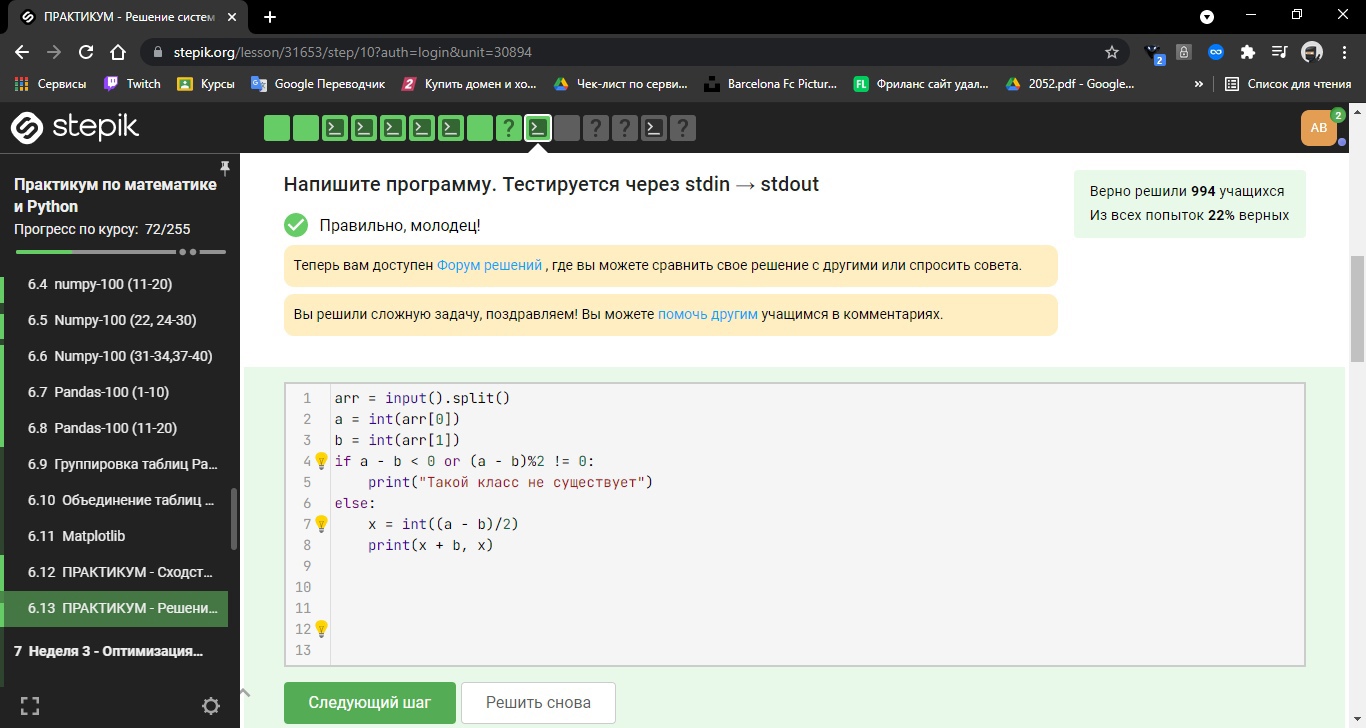 ПРАКТИКУМ - Решение систем
stepik.org/lesson/31653/step/10?auth=login&unit=30894
2
Сервисы
Twitch
Курсы
Google Переводчик
Купить домен и хо...
Чек-лист по серви...
Barcelona Fc Pictur...
FL
Фриланс сайт удал...
2052.pdf - Google...
»
Список для чтения
stepik
?
?
?
?
AB
2
Практикум по математике
и Python
Прогресс по курсу: 72/255
6.4 numpy-100 (11-20)
6.5 Numpy-100 (22, 24-30)
6.6 Numpy-100 (31-34,37-40)
6.7 Pandas-100 (1-10)
6.8 Pandas-100 (11-20)
6.9 Группировка таблиц Pa...
6.10 Объединение таблиц ...
6.11 Matplotlib
6.12 ПРАКТИКУМ - Сходст...
6.13 ПРАКТИКУМ - Решени...
7 Неделя 3 - Оптимизация...
Напишите программу. Тестируется через stdin → stdout
Правильно, молодец!
Теперь вам доступен Форум решений , где вы можете сравнить свое решение с другими или спросить совета.
Вы решили сложную задачу, поздравляем! Вы можете помочь другим учащимся в комментариях.
Верно решили 994 учащихся
Из всех попыток 22% верных
1 arr = input().split()
2 a = int(arr[0])
3 b = int(arr[1])
4 if a - b < 0 or (a - b)%2 != 0:
5 print("Такой класс не существует")
6 else:
7 x = int((a - b)/2)
8 print(x + b, x)
9
10
11
12
13
Следующий шаг
Решить снова